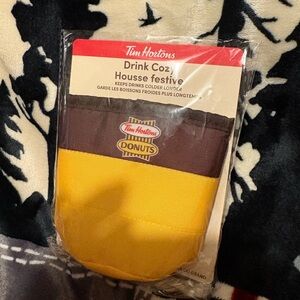 Tim Hortons
Drink Cozy
Housse festive
KEEPS DRINKS COLDER LONGER
GARDE LES BOISSONS FROIDES PLUS LONGTEMPS
Tim Hortons
DONUTS